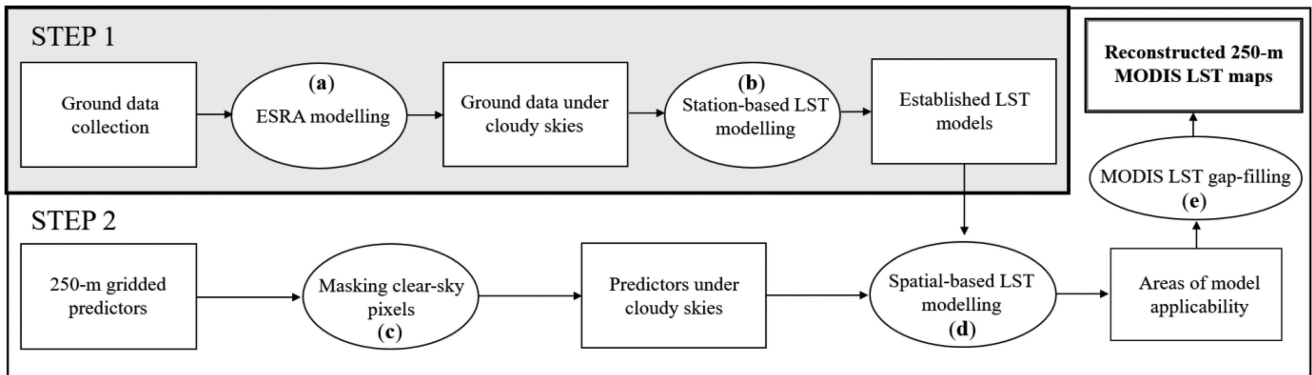 STEP 1
Ground data
collection
(a)
ESRA modelling
Ground data under
cloudy skies
(b)
Station-based LST
modelling
Established LST
models
Reconstructed 250-m
MODIS LST maps
MODIS LST gap-filling
(e)
STEP 2
250-m gridded
predictors
Masking clear-sky
pixels
(c)
Predictors under
cloudy skies
Spatial-based LST
modelling
(d)
Areas of model
applicability